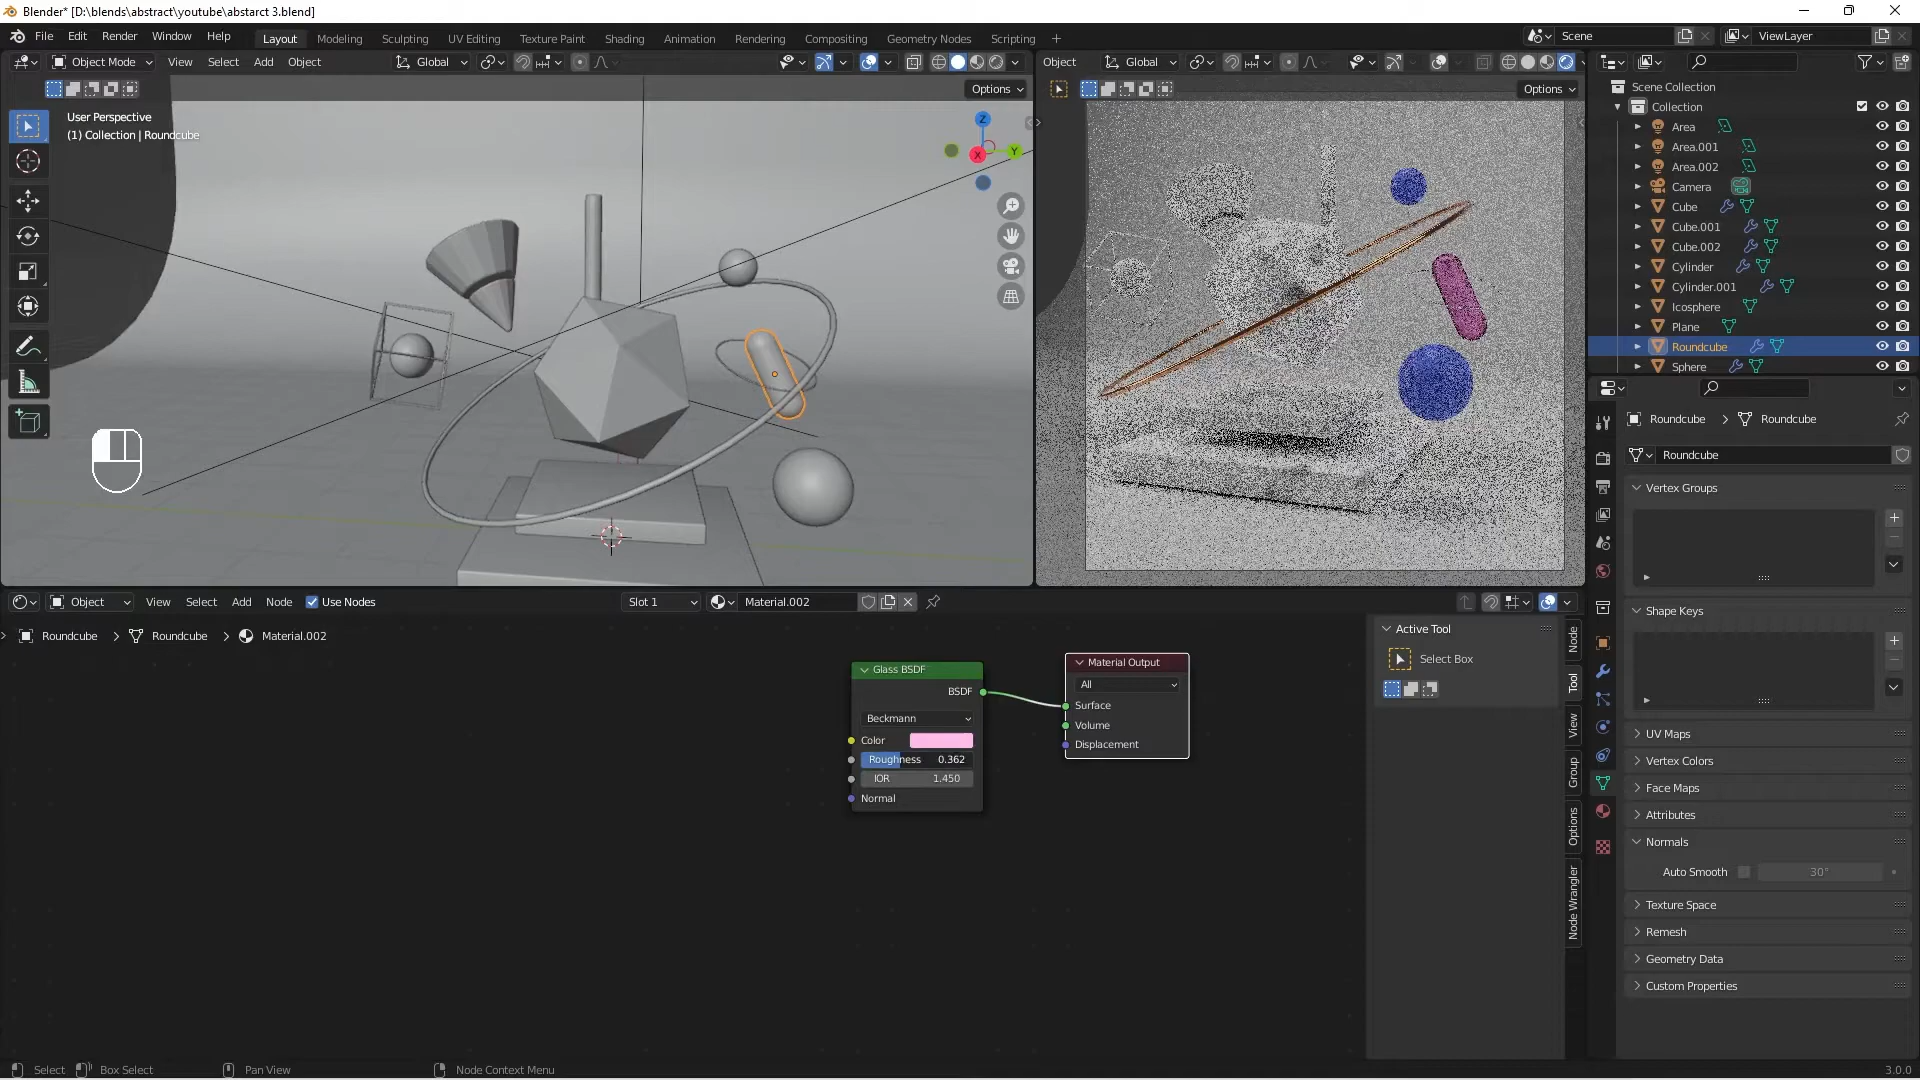 Blender* [D:\blends\abstract\youtube\abstarct 3.blend]
File Edit Render Window Help Layout Modeling Sculpting UV Editing Texture Paint Shading Animation Rendering Compositing Geometry Nodes Scripting + Scene ViewLayer
Object Mode View Select Add Object Global
Object Global
Options
Options
User Perspective
(1) Collection | Roundcube
Z
Y
X
Scene Collection
Collection
Area
Area.001
Area.002
Camera
Cube
Cube.001
Cube.002
Cylinder
Cylinder.001
Icosphere
Plane
Roundcube
Sphere
Roundcube > Roundcube
Roundcube
Vertex Groups
Shape Keys
UV Maps
Vertex Colors
Face Maps
Attributes
Normals
Auto Smooth 30°
Texture Space
Remesh
Geometry Data
Custom Properties
Object View Select Add Node Use Nodes Slot 1 Material.002
Roundcube > Roundcube > Material.002
Glass BSDF
BSDF
Beckmann
Color
Roughness 0.362
IOR 1.450
Normal
Material Output
All
Surface
Volume
Displacement
Active Tool
Select Box
Node
Tool
View
Group
Options
Node Wrangler
Select Box Select Pan View Node Context Menu 3.0.0